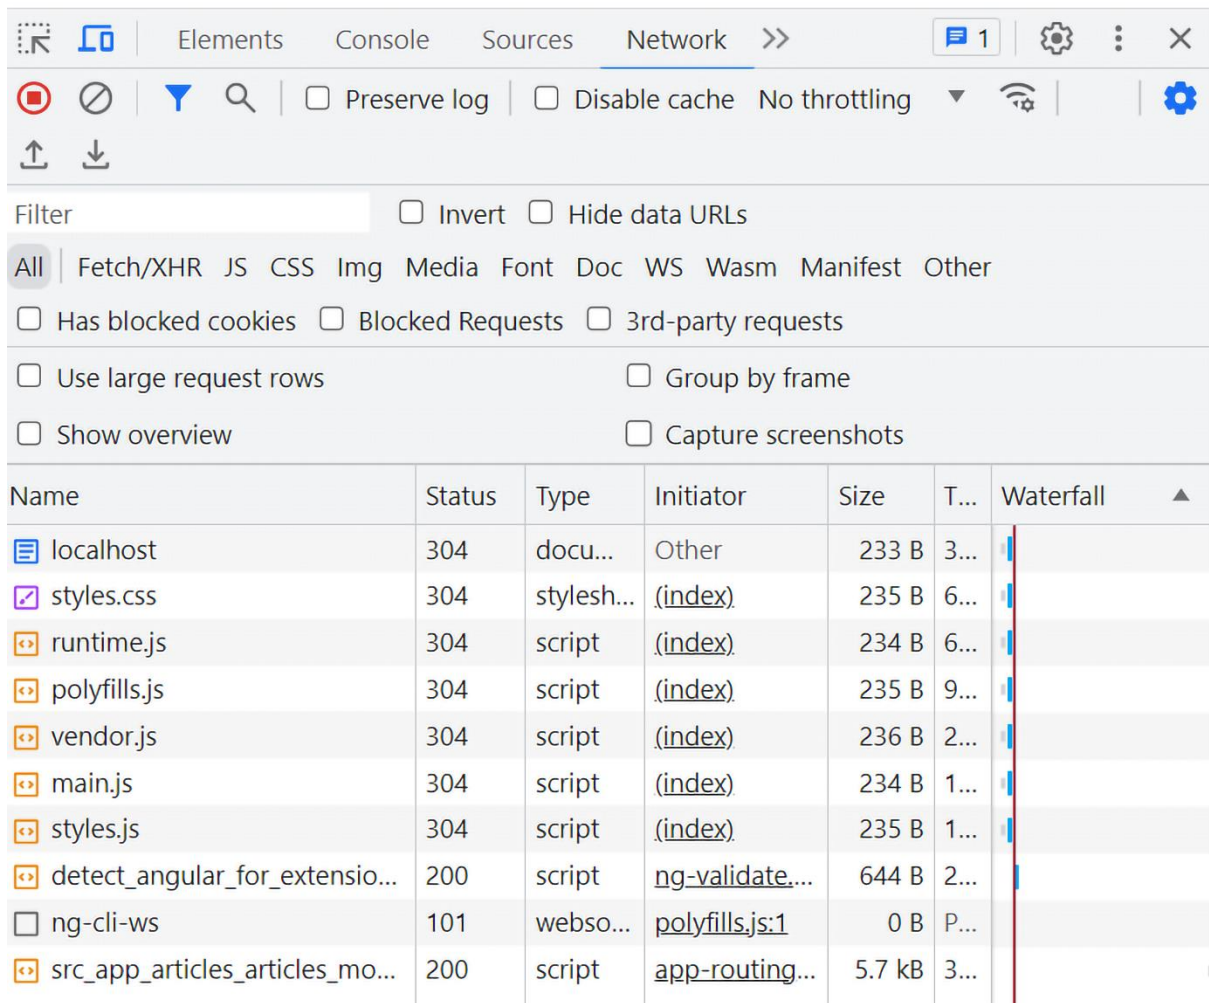 Elements Console Sources Network 1
Preserve log Disable cache No throttling
Filter Invert Hide data URLs
All Fetch/XHR JS CSS Img Media Font Doc WS Wasm Manifest Other
Has blocked cookies Blocked Requests 3rd-party requests
Use large request rows Group by frame
Show overview Capture screenshots
Name Status Type Initiator Size T... Waterfall
localhost 304 docu... Other 233 B 3...
styles.css 304 stylesh... (index) 235 B 6...
runtime.js 304 script (index) 234 B 6...
polyfills.js 304 script (index) 235 B 9...
vendor.js 304 script (index) 236 B 2...
main.js 304 script (index) 234 B 1...
styles.js 304 script (index) 235 B 1...
detect_angular_for_extensio... 200 script ng-validate.... 644 B 2...
ng-cli-ws 101 webso... polyfills.js:1 0 B P...
src_app_articles_articles_mo... 200 script app-routing... 5.7 kB 3...